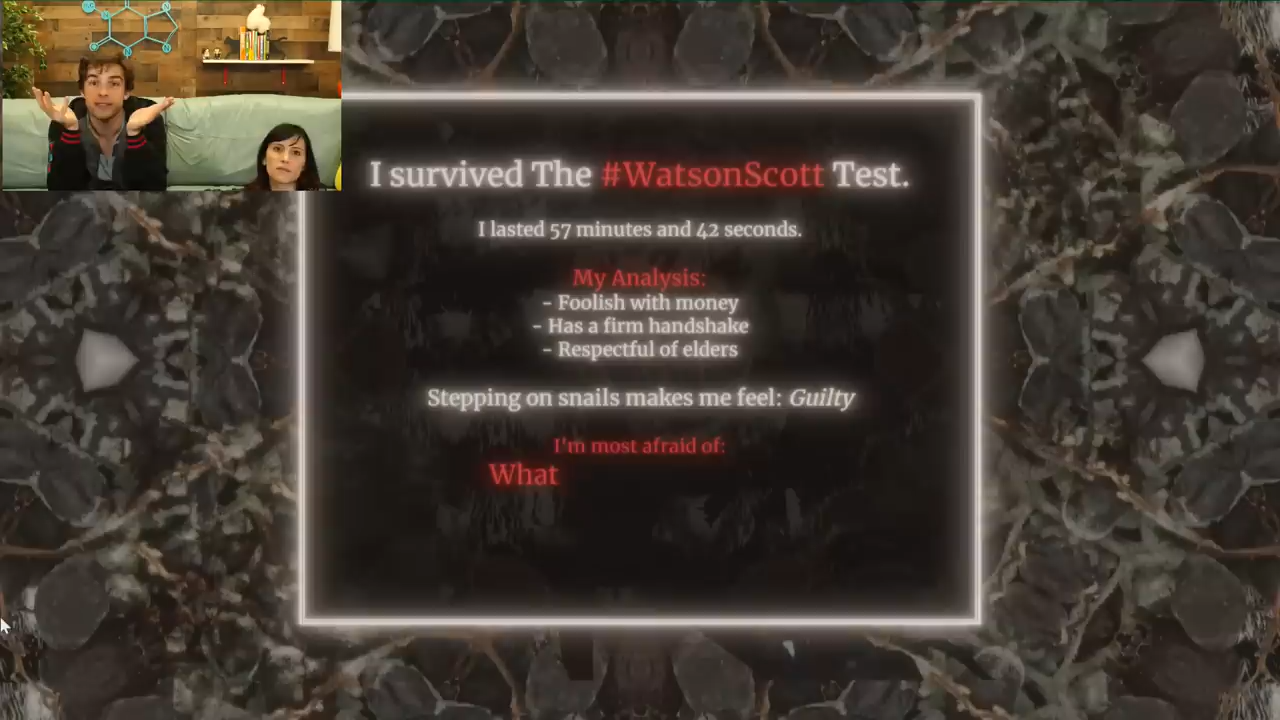 I survived The #WatsonScott Test.
I lasted 57 minutes and 42 seconds.
My Analysis:
- Foolish with money
- Has a firm handshake
- Respectful of elders
Stepping on snails makes me feel: Guilty
I'm most afraid of:
What